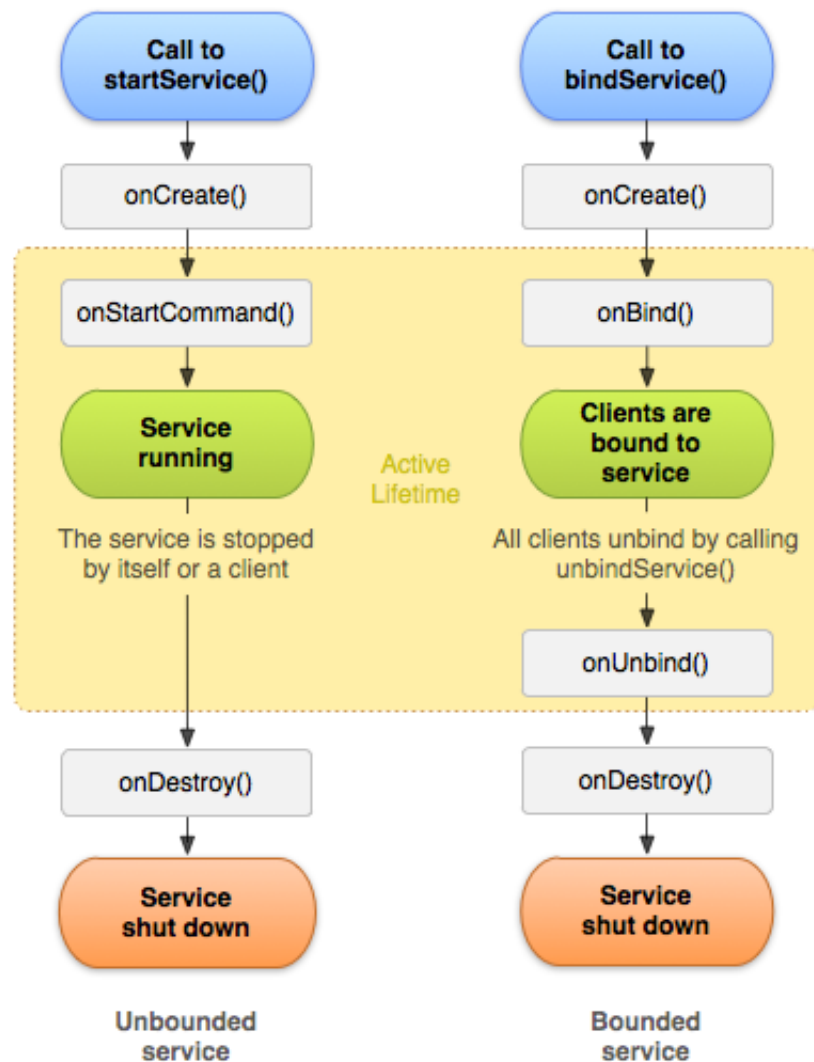 Call to
startService()
onCreate()
onStartCommand()
Service
running
The service is stopped
by itself or a client
onDestroy()
Service
shut down
Unbounded
service
Active
Lifetime
Call to
bindService()
onCreate()
onBind()
Clients are
bound to
service
All clients unbind by calling
unbindService()
onUnbind()
onDestroy()
Service
shut down
Bounded
service